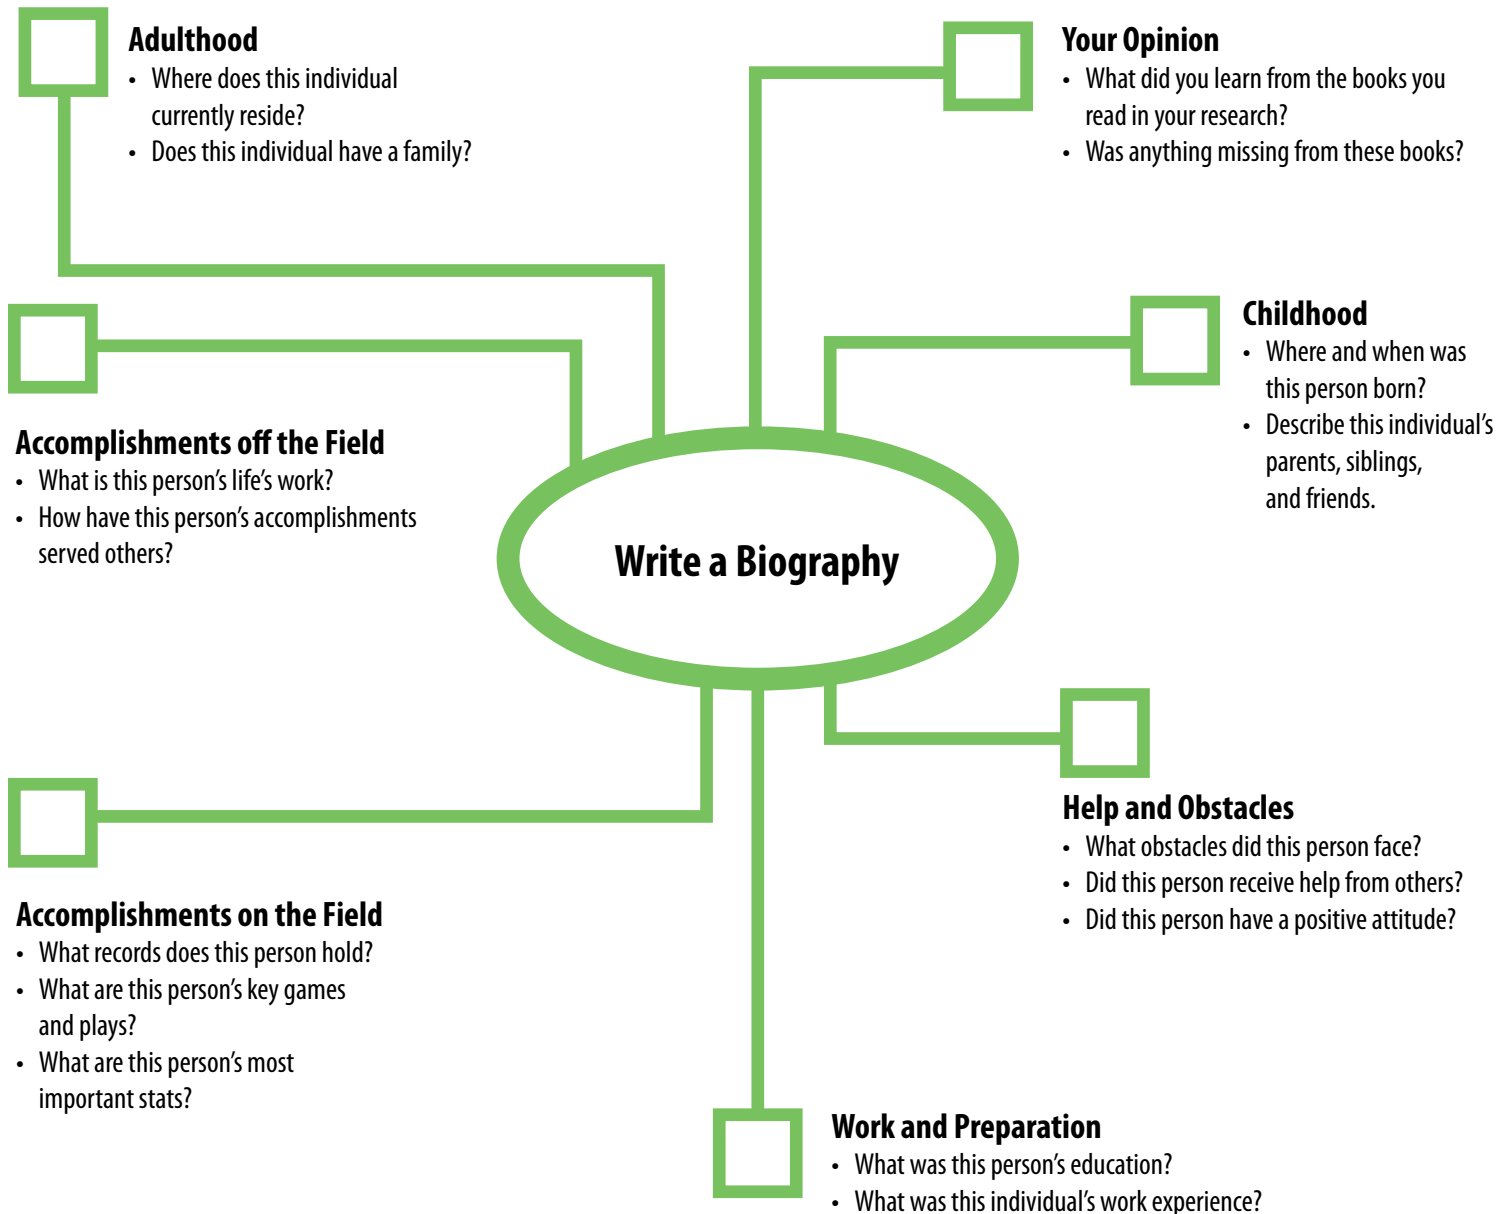 Adulthood
• Where does this individual
currently reside?
• Does this individual have a family?
Your Opinion
• What did you learn from the books you
read in your research?
• Was anything missing from these books?
Childhood
• Where and when was
this person born?
• Describe this individual’s
parents, siblings,
and friends.
Accomplishments off the Field
• What is this person’s life’s work?
• How have this person’s accomplishments
served others?
Write a Biography
Help and Obstacles
• What obstacles did this person face?
• Did this person receive help from others?
• Did this person have a positive attitude?
Accomplishments on the Field
• What records does this person hold?
• What are this person’s key games
and plays?
• What are this person’s most
important stats?
Work and Preparation
• What was this person’s education?
• What was this individual’s work experience?